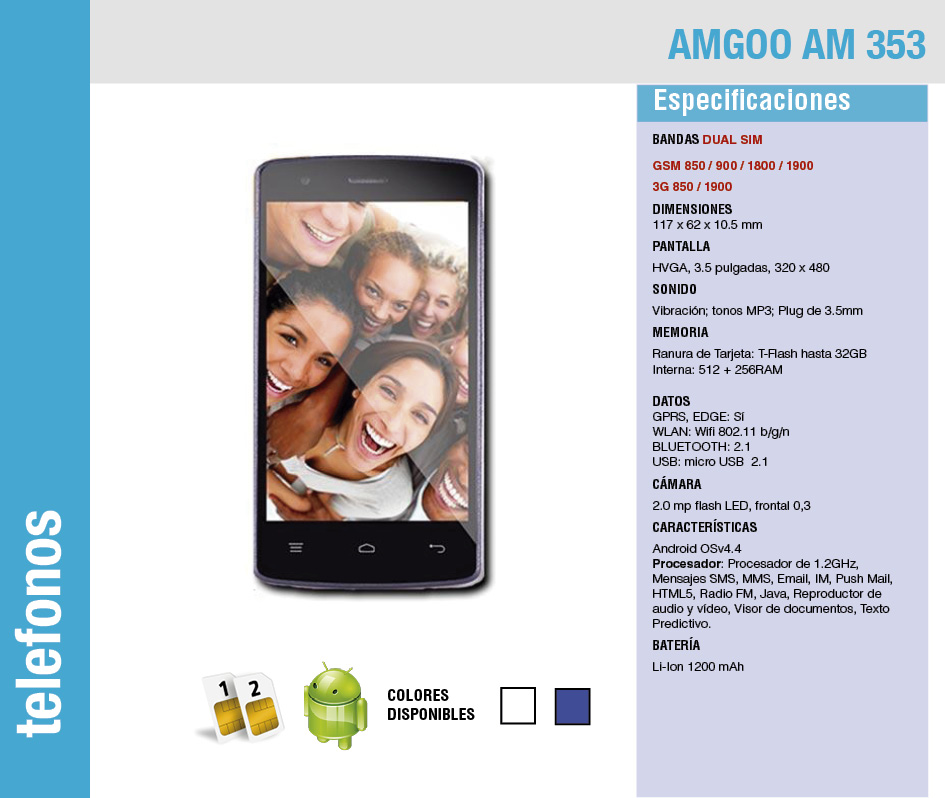 AMGOO AM 353
Especificaciones
BANDAS DUAL SIM
GSM 850 / 900 / 1800 / 1900
3G 850 / 1900
DIMENSIONES
117 x 62 x 10.5 mm
PANTALLA
HVGA, 3.5 pulgadas, 320 x 480
SONIDO
Vibración; tonos MP3; Plug de 3.5mm
MEMORIA
Ranura de Tarjeta: T-Flash hasta 32GB
Interna: 512 + 256RAM
DATOS
GPRS, EDGE: Sí
WLAN: Wifi 802.11 b/g/n
BLUETOOTH: 2.1
USB: micro USB 2.1
CÁMARA
2.0 mp flash LED, frontal 0,3
CARACTERÍSTICAS
Android OSv4.4
Procesador: Procesador de 1.2GHz,
Mensajes SMS, MMS, Email, IM, Push Mail,
HTML5, Radio FM, Java, Reproductor de
audio y vídeo, Visor de documentos, Texto
Predictivo.
BATERÍA
Li-Ion 1200 mAh
telefonos
1 2
COLORES
DISPONIBLES